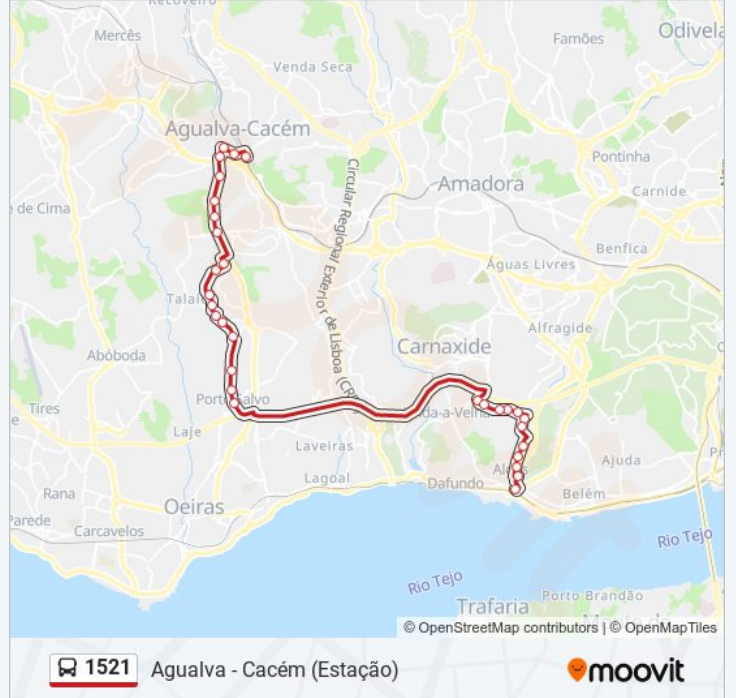 Recoveiro
Mercês
Famões
Odivela
Venda Seca
Agualva-Cacém
Pontinha
Carnide
Amadora
e de Cima
Circular Regional Exterior de Lisboa (CR
Benfica
Águas Livres
Talaí
Alfragide
Carnaxide
Abóboda
Tires
Porto Salvo
da-a-Velha
Laje
Laveiras
Lagoal
Dafundo
Ajuda
Belém
Rana
Oeiras
Parede
Carcavelos
Rio Tejo
Rio Tejo
Porto Brandão
Trafaria
© OpenStreetMap contributors | © OpenMapTiles
1521 Agualva - Cacém (Estação)
moovit